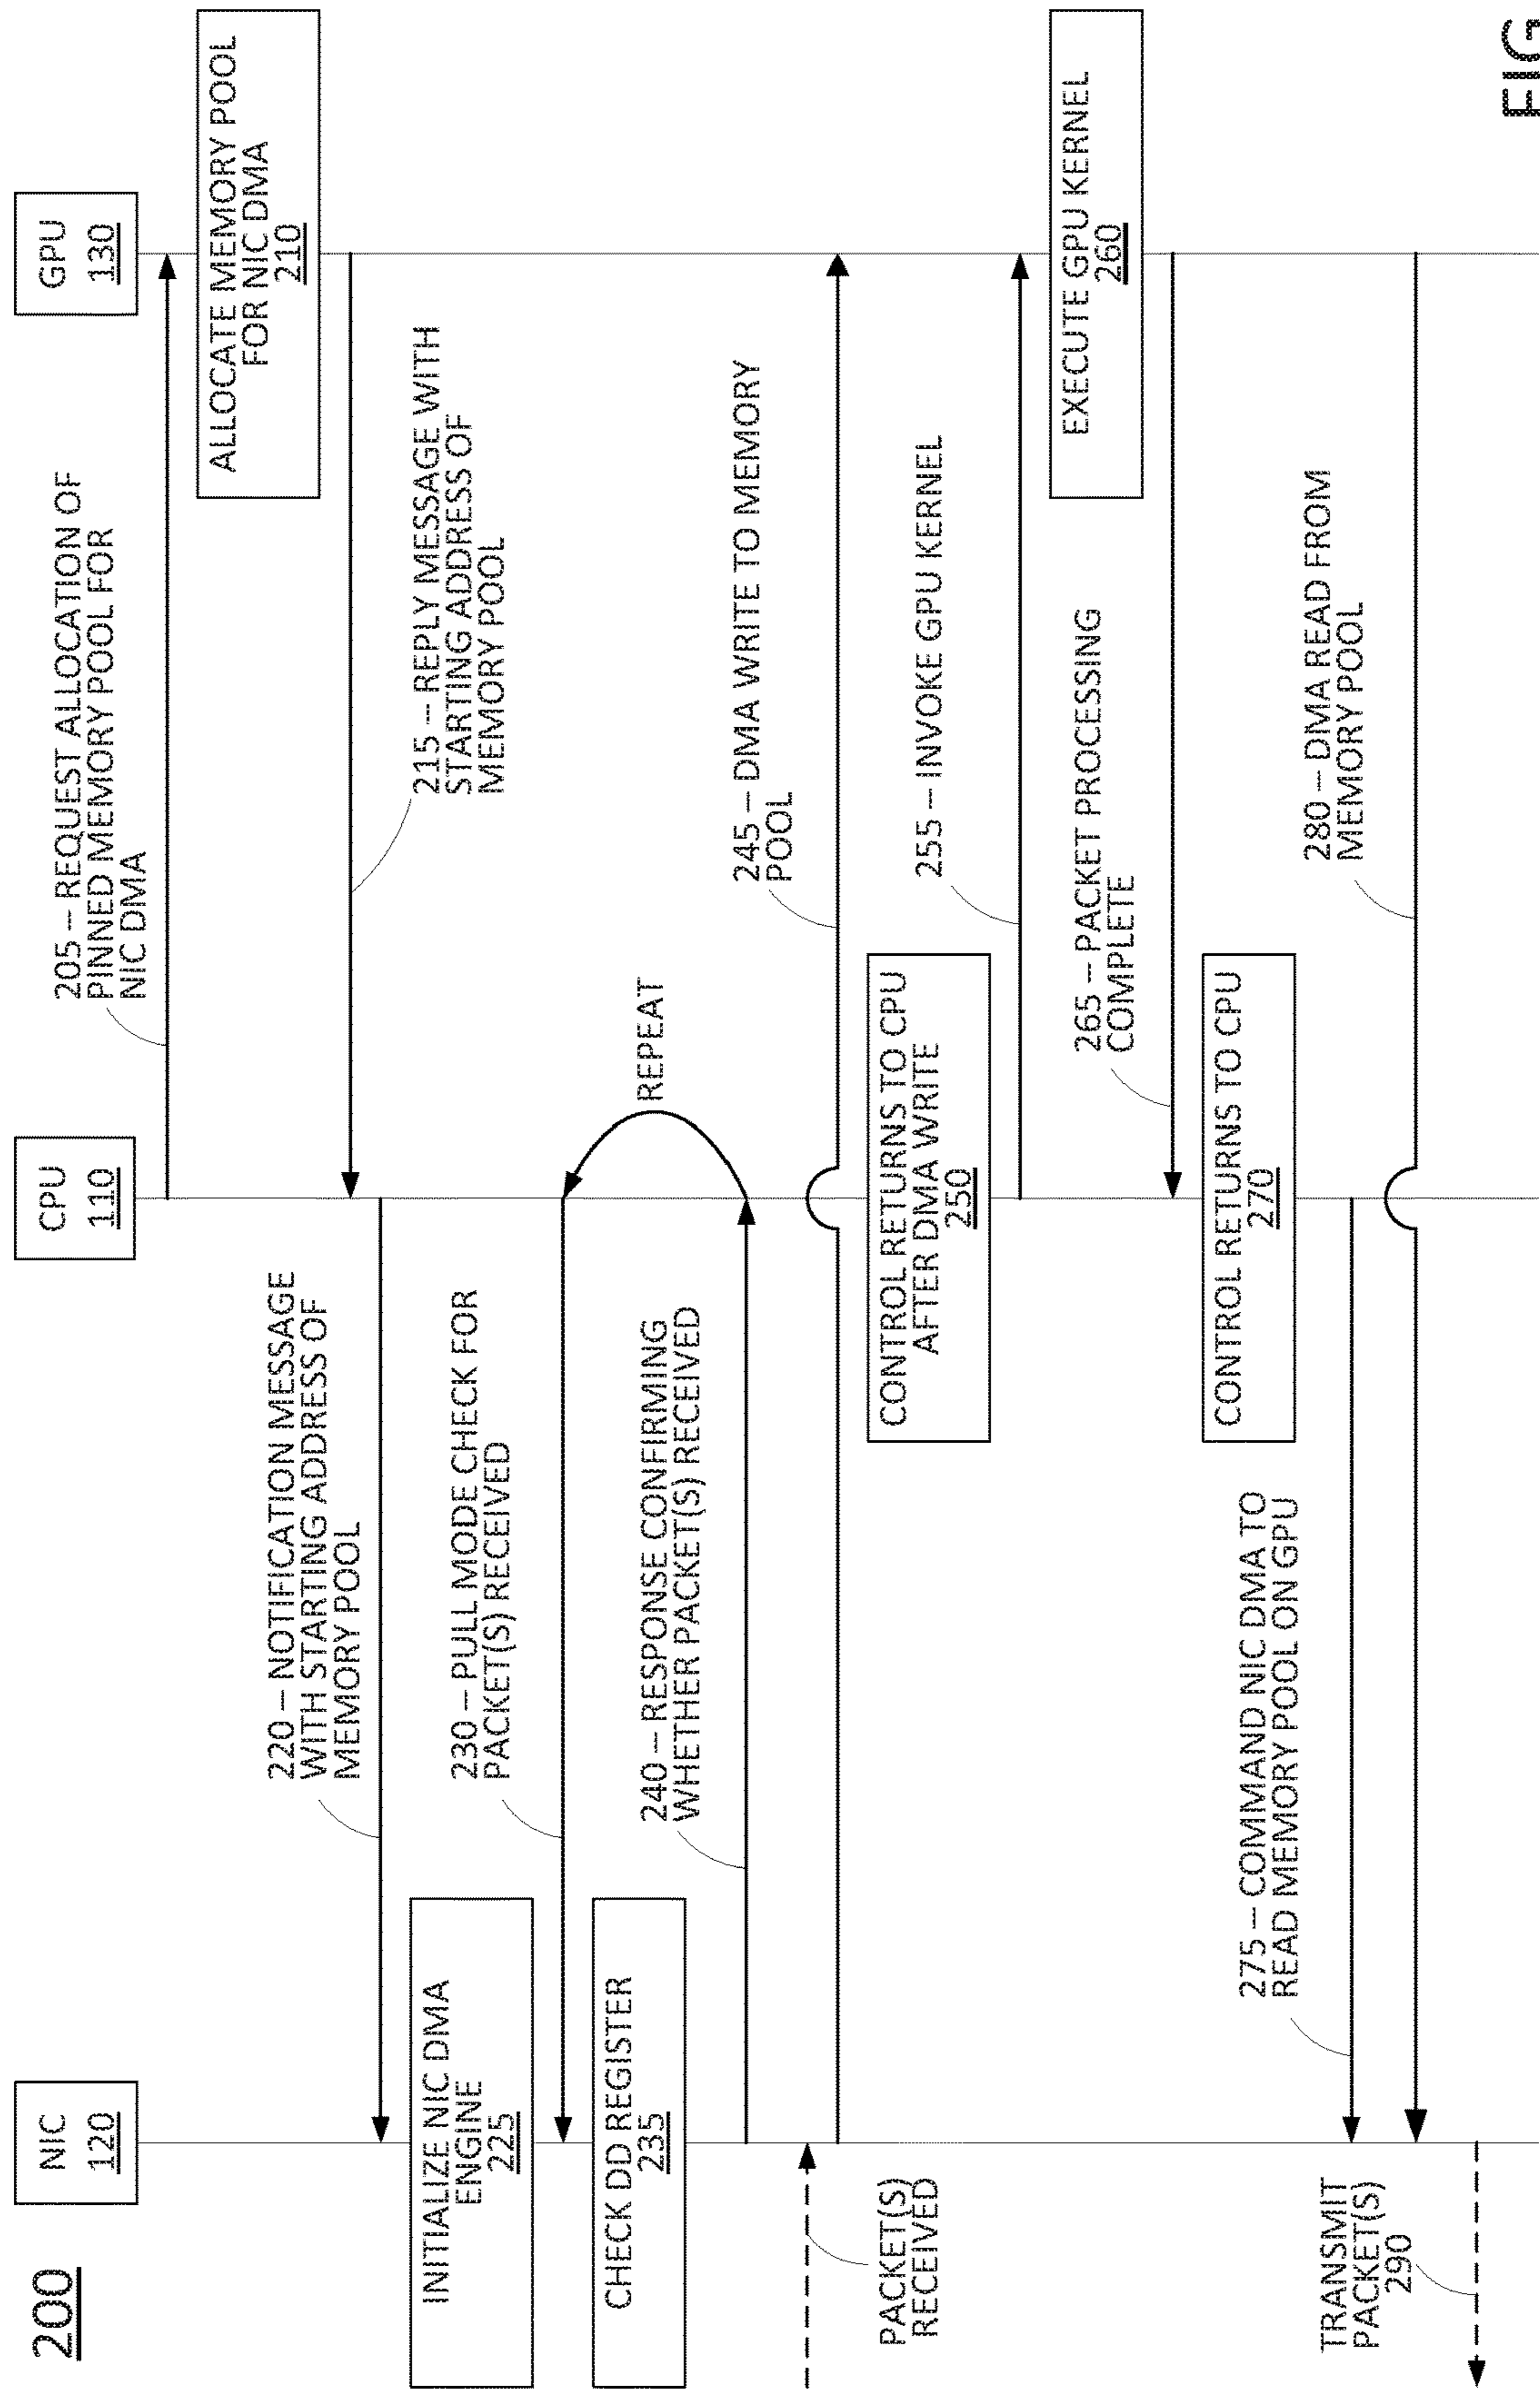 200
NIC
120
CPU
110
GPU
130
205 – REQUEST ALLOCATION OF
PINNED MEMORY POOL FOR
NIC DMA
ALLOCATE MEMORY POOL
FOR NIC DMA
210
215 – REPLY MESSAGE WITH
STARTING ADDRESS OF
MEMORY POOL
220 – NOTIFICATION MESSAGE
WITH STARTING ADDRESS OF
MEMORY POOL
INITIALIZE NIC DMA
ENGINE
225
230 – PULL MODE CHECK FOR
PACKET(S) RECEIVED
CHECK DD REGISTER
235
240 – RESPONSE CONFIRMING
WHETHER PACKET(S) RECEIVED
REPEAT
PACKET(S)
RECEIVED
245 – DMA WRITE TO MEMORY
POOL
CONTROL RETURNS TO CPU
AFTER DMA WRITE
250
255 – INVOKE GPU KERNEL
EXECUTE GPU KERNEL
260
265 – PACKET PROCESSING
COMPLETE
CONTROL RETURNS TO CPU
270
275 – COMMAND NIC DMA TO
READ MEMORY POOL ON GPU
280 – DMA READ FROM
MEMORY POOL
TRANSMIT
PACKET(S)
290
FIG